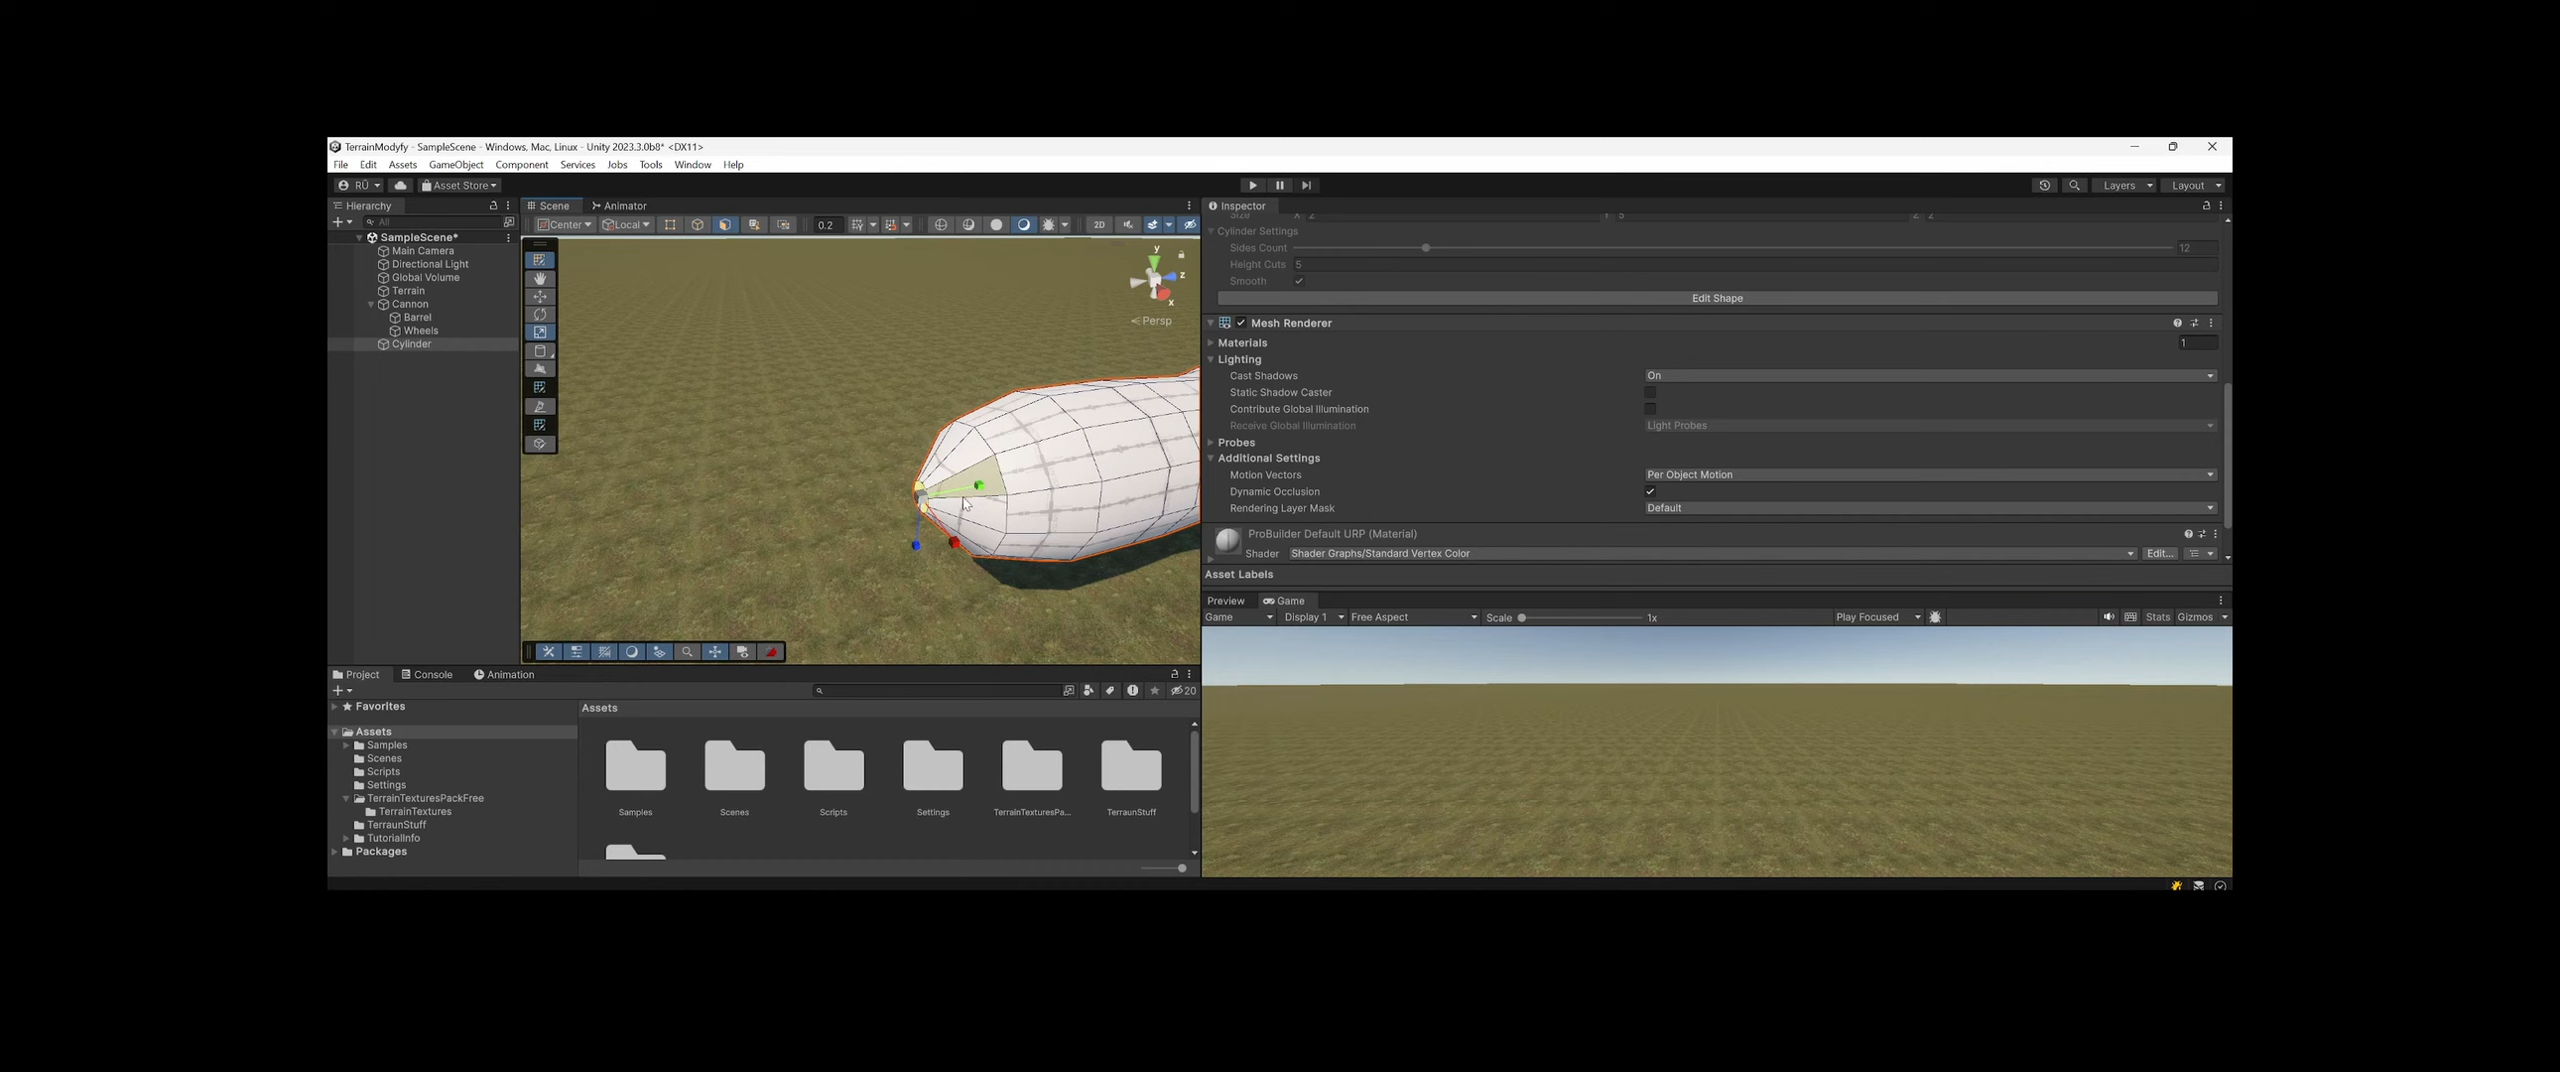 TerrainModyfy - SampleScene - Windows, Mac, Linux - Unity 2023.3.0b8* <DX11>
File Edit Assets GameObject Component Services Jobs Tools Window Help
RÜ Asset Store Layers Layout
Hierarchy
All
SampleScene*
Main Camera
Directional Light
Global Volume
Terrain
Cannon
Barrel
Wheels
Cylinder
Scene Animator
Center Local 0.2 2D
y
z
x
Persp
Inspector
Size X 2 Y 5 Z 2
Cylinder Settings
Sides Count 12
Height Cuts 5
Smooth
Edit Shape
Mesh Renderer
Materials 1
Lighting
Cast Shadows On
Static Shadow Caster
Contribute Global Illumination
Receive Global Illumination Light Probes
Probes
Additional Settings
Motion Vectors Per Object Motion
Dynamic Occlusion
Rendering Layer Mask Default
ProBuilder Default URP (Material)
Shader Shader Graphs/Standard Vertex Color Edit...
Asset Labels
Preview Game
Game Display 1 Free Aspect Scale 1x Play Focused Stats Gizmos
Project Console Animation
20
Favorites
Assets
Samples
Scenes
Scripts
Settings
TerrainTexturesPackFree
TerrainTextures
TerraunStuff
TutorialInfo
Packages
Assets
Samples Scenes Scripts Settings TerrainTexturesPa... TerraunStuff